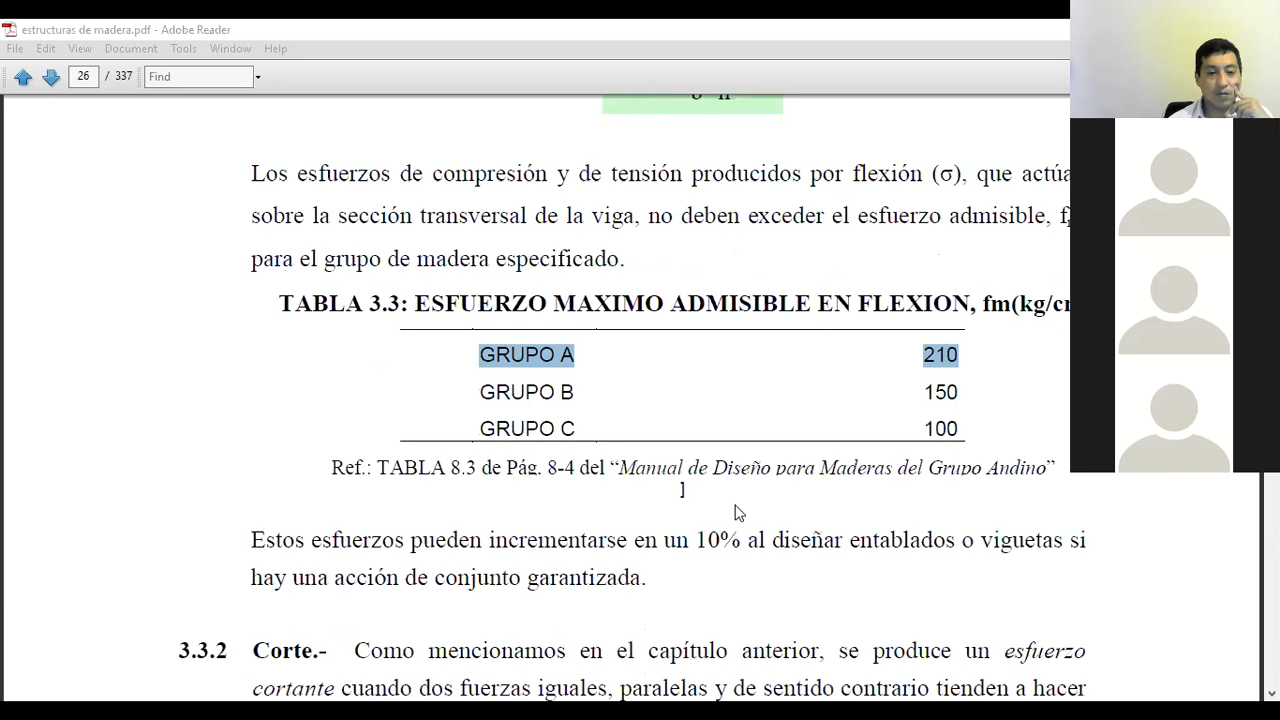 estructuras de madera.pdf - Adobe Reader
File Edit View Document Tools Window Help
26 / 337 Find
Los esfuerzos de compresión y de tensión producidos por flexión (σ), que actúa
sobre la sección transversal de la viga, no deben exceder el esfuerzo admisible, f
para el grupo de madera especificado.
TABLA 3.3: ESFUERZO MAXIMO ADMISIBLE EN FLEXION, fm(kg/c
GRUPO A 210
GRUPO B 150
GRUPO C 100
Ref.: TABLA 8.3 de Pág. 8-4 del “Manual de Diseño para Maderas del Grupo Andino”
Estos esfuerzos pueden incrementarse en un 10% al diseñar entablados o viguetas si
hay una acción de conjunto garantizada.
3.3.2 Corte.- Como mencionamos en el capítulo anterior, se produce un esfuerzo
cortante cuando dos fuerzas iguales, paralelas y de sentido contrario tienden a hacer